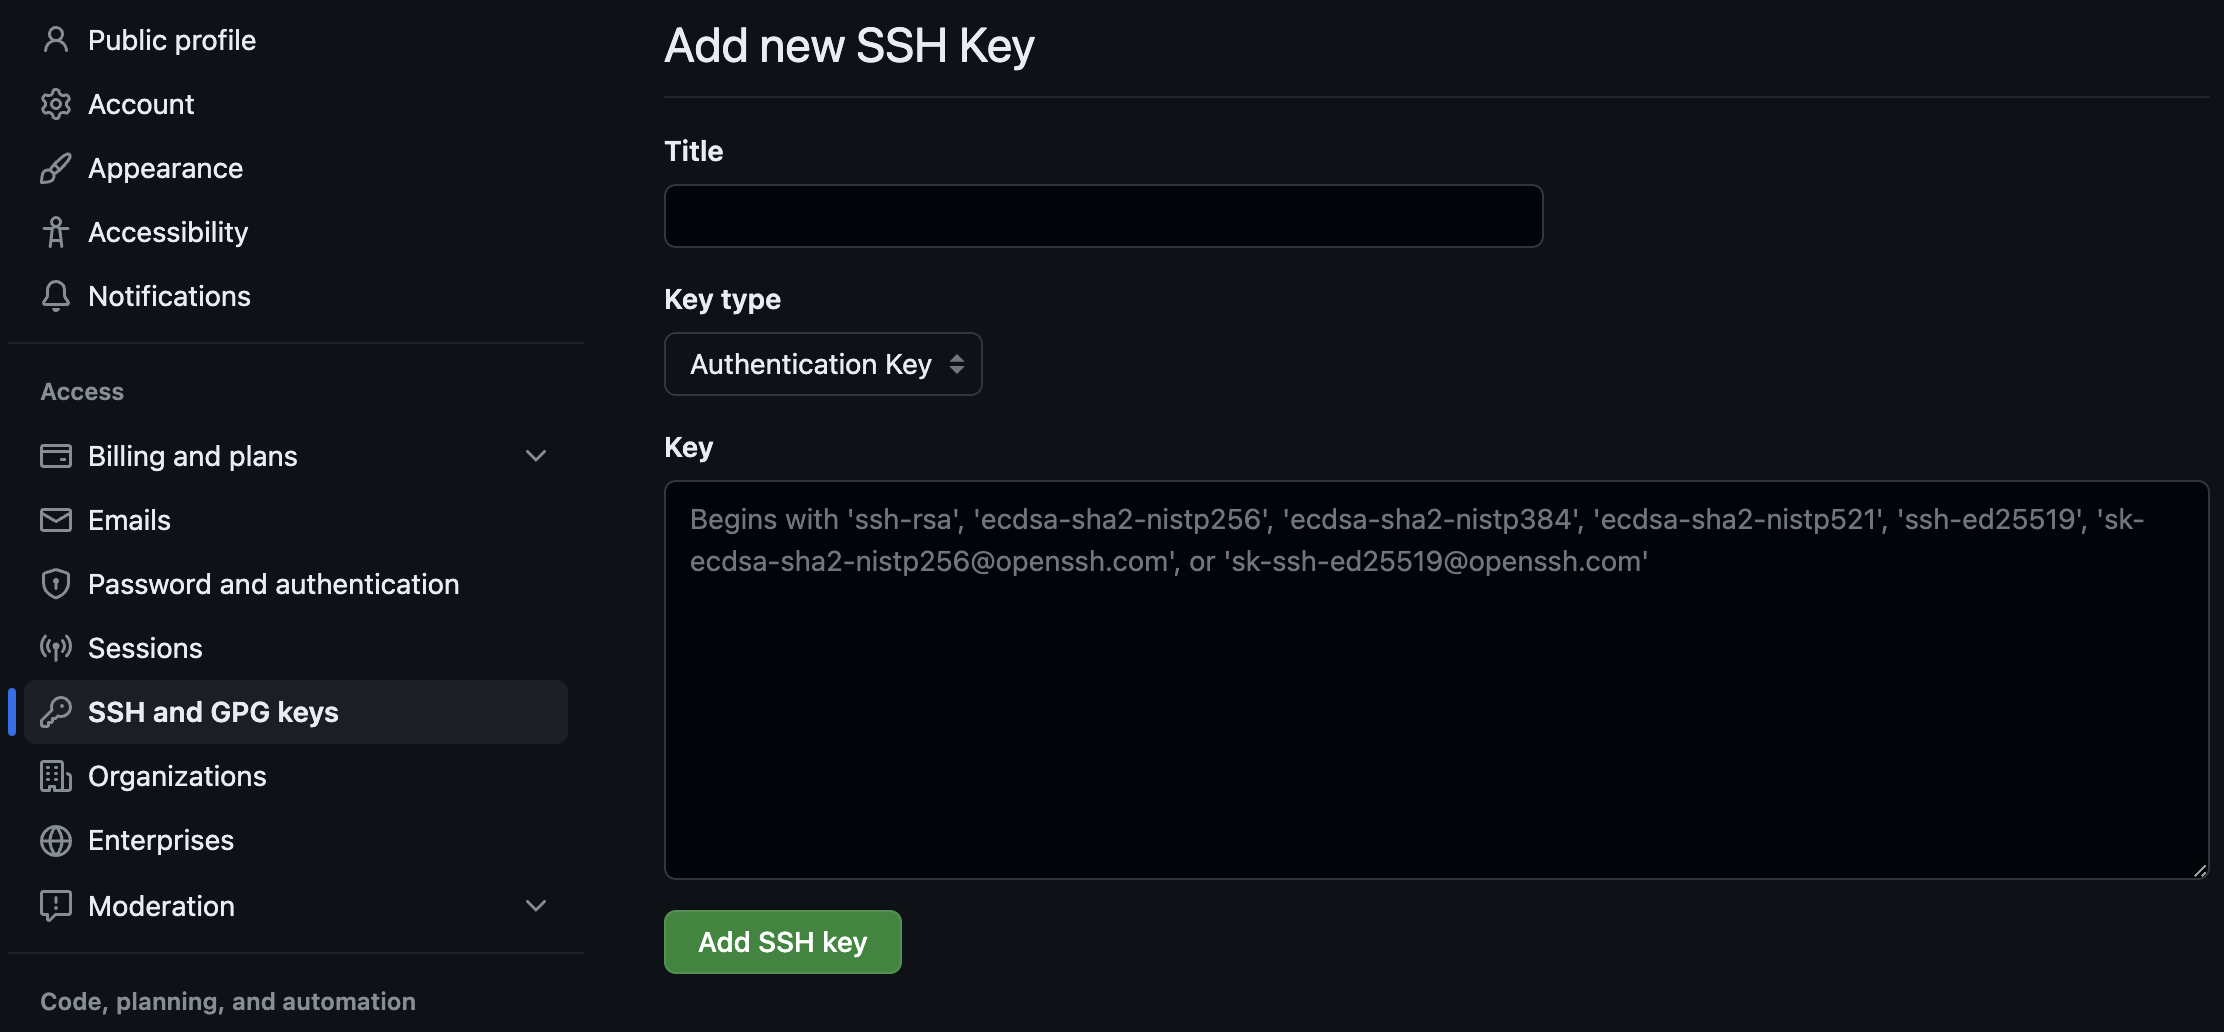 Public profile
Account
Appearance
Accessibility
Notifications
Access
Billing and plans
Emails
Password and authentication
Sessions
SSH and GPG keys
Organizations
Enterprises
Moderation
Code, planning, and automation
Add new SSH Key
Title
Key type
Authentication Key
Key
Begins with 'ssh-rsa', 'ecdsa-sha2-nistp256', 'ecdsa-sha2-nistp384', 'ecdsa-sha2-nistp521', 'ssh-ed25519', 'sk-
ecdsa-sha2-nistp256@openssh.com', or 'sk-ssh-ed25519@openssh.com'
Add SSH key